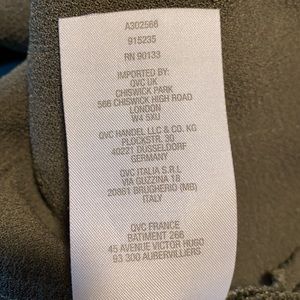 A302566
915235
RN 90133
IMPORTED BY:
QVC UK
CHISWICK PARK
566 CHISWICK HIGH ROAD
LONDON
W4 5XU
QVC HANDEL LLC & CO. KG
PLOCKSTR. 30
40221 DUSSELDORF
GERMANY
QVC ITALIA S.R.L
VIA GUZZINA 18
20861 BRUGHERIO (MB)
ITALY
QVC FRANCE
BATIMENT 266
45 AVENUE VICTOR HUGO
93 300 AUBERVILLIERS